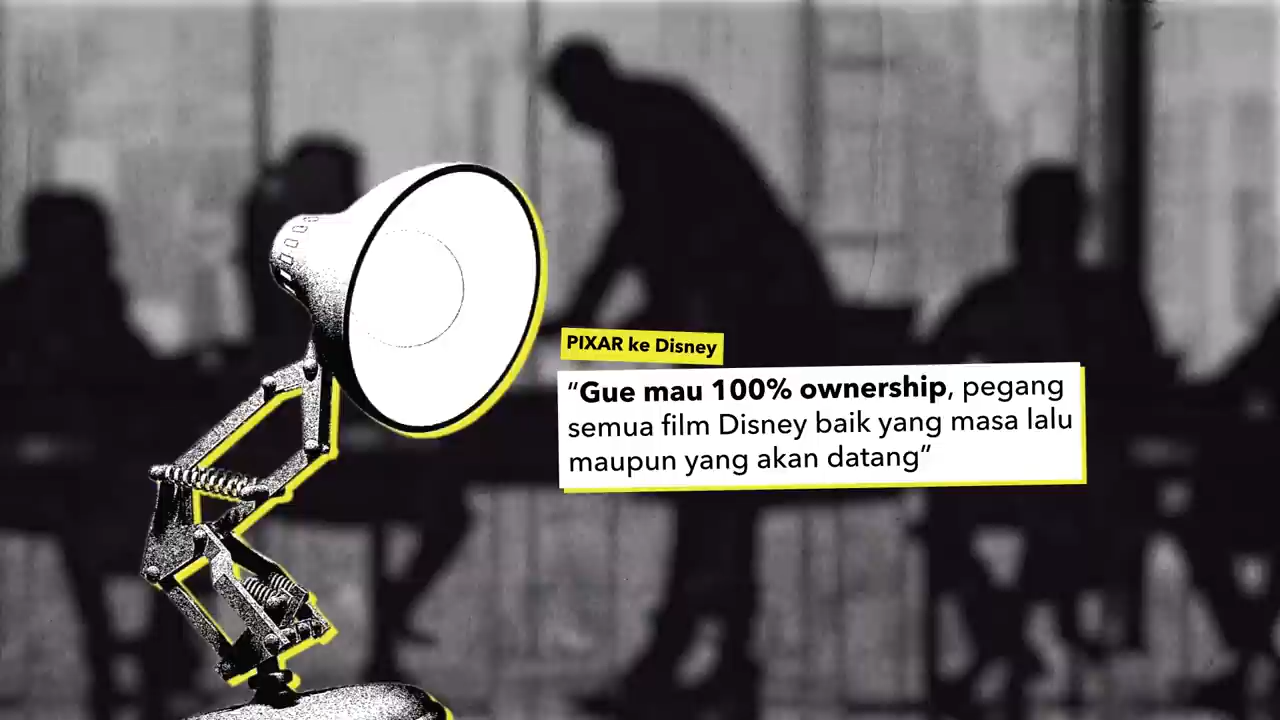 PIXAR ke Disney
"Gue mau 100% ownership, pegang
semua film Disney baik yang masa lalu
maupun yang akan datang"